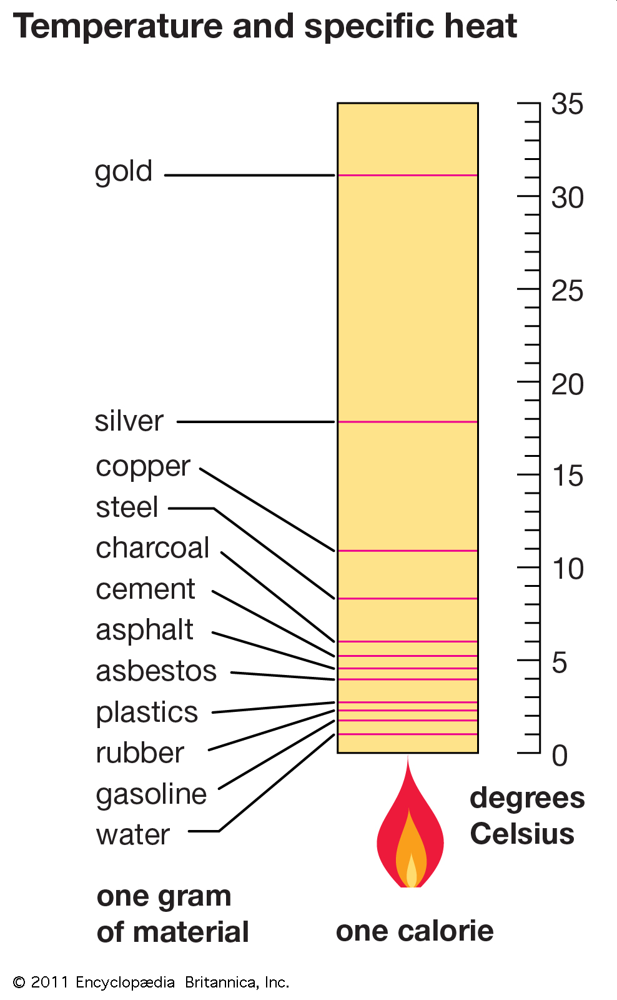 Temperature and specific heat
35
gold
30
25
20
silver
copper
15
steel
charcoal
10
cement
asphalt
5
asbestos
plastics
rubber
0
gasoline
degrees
Celsius
water
one gram
of material
one calorie
© 2011 Encyclopædia Britannica, Inc.